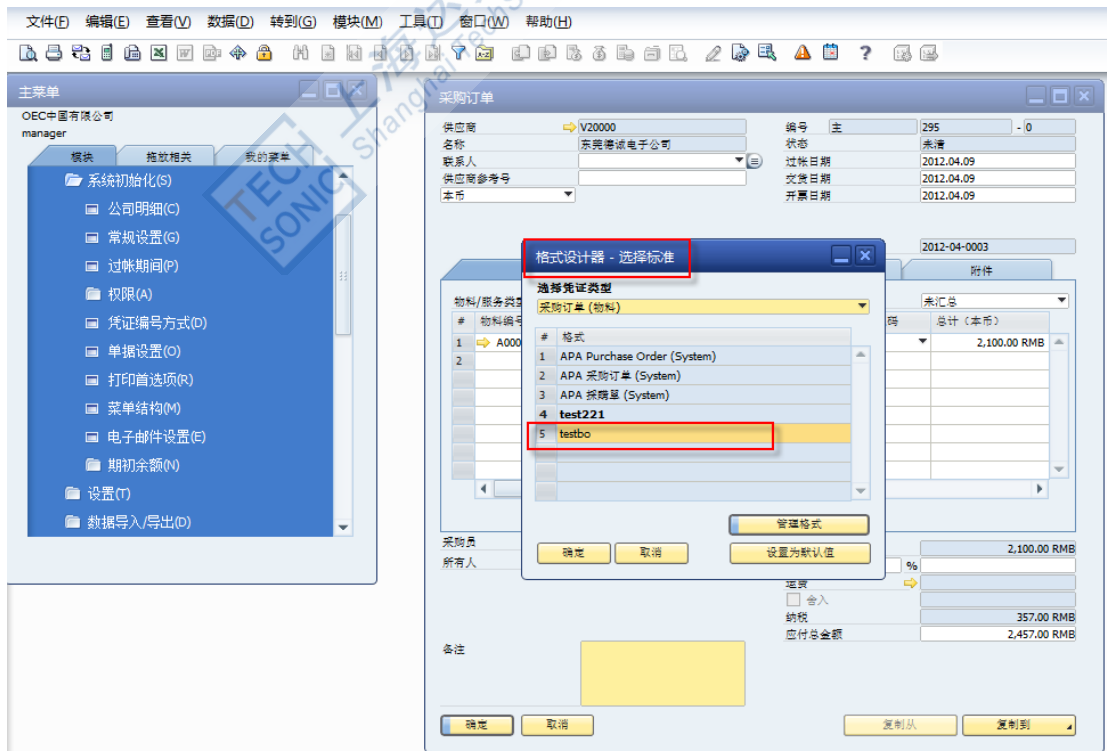 文件(F) 编辑(E) 查看(V) 数据(D) 转到(G) 模块(M) 工具(T) 窗口(W) 帮助(H)
主菜单
OEC中国有限公司
manager
模块 拖放相关 我的菜单
系统初始化(S)
公司明细(C)
常规设置(G)
过帐期间(P)
权限(A)
凭证编号方式(D)
单据设置(O)
打印首选项(R)
菜单结构(M)
电子邮件设置(E)
期初余额(N)
设置(T)
数据导入/导出(D)
TECH SONIC
Shanghai TechS
采购订单
供应商 V20000 编号 主 295 - 0
名称 东莞德诚电子公司 状态 未清
联系人 过帐日期 2012.04.09
供应商参考号 交货日期 2012.04.09
本币 开票日期 2012.04.09
2012-04-0003
附件
物料/服务类型 未汇总
# 物料编号 码 总计（本币）
1 A000 2,100.00 RMB
2
格式设计器 - 选择标准
选择凭证类型
采购订单 (物料)
# 格式
1 APA Purchase Order (System)
2 APA 采购订单 (System)
3 APA 採購單 (System)
4 test221
5 testbo
管理格式
确定 取消 设置为默认值
采购员 2,100.00 RMB
所有人 %
运费
舍入
纳税 357.00 RMB
应付总金额 2,457.00 RMB
备注
确定 取消 复制从 复制到